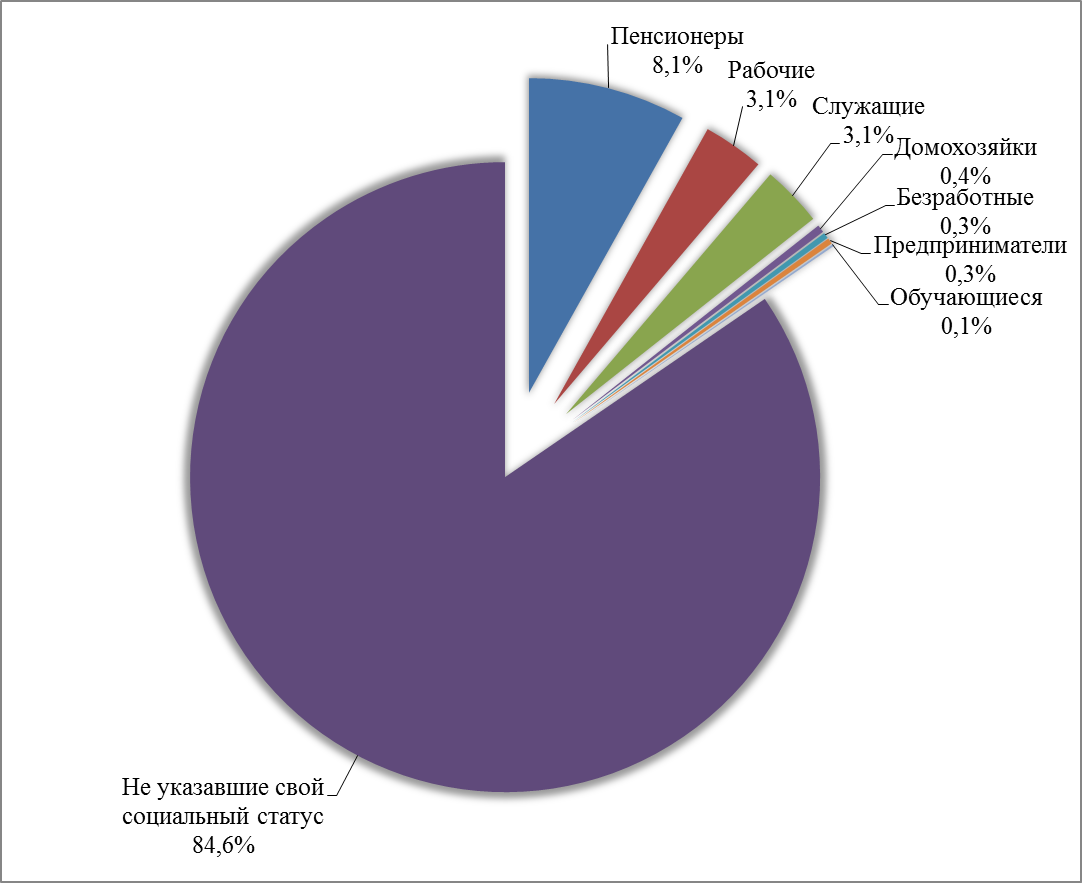 Пенсионеры
8,1%
Рабочие
3,1%
Служащие
3,1%
Домохозяйки
0,4%
Безработные
0,3%
Предприниматели
0,3%
Обучающиеся
0,1%
Не указавшие свой
социальный статус
84,6%